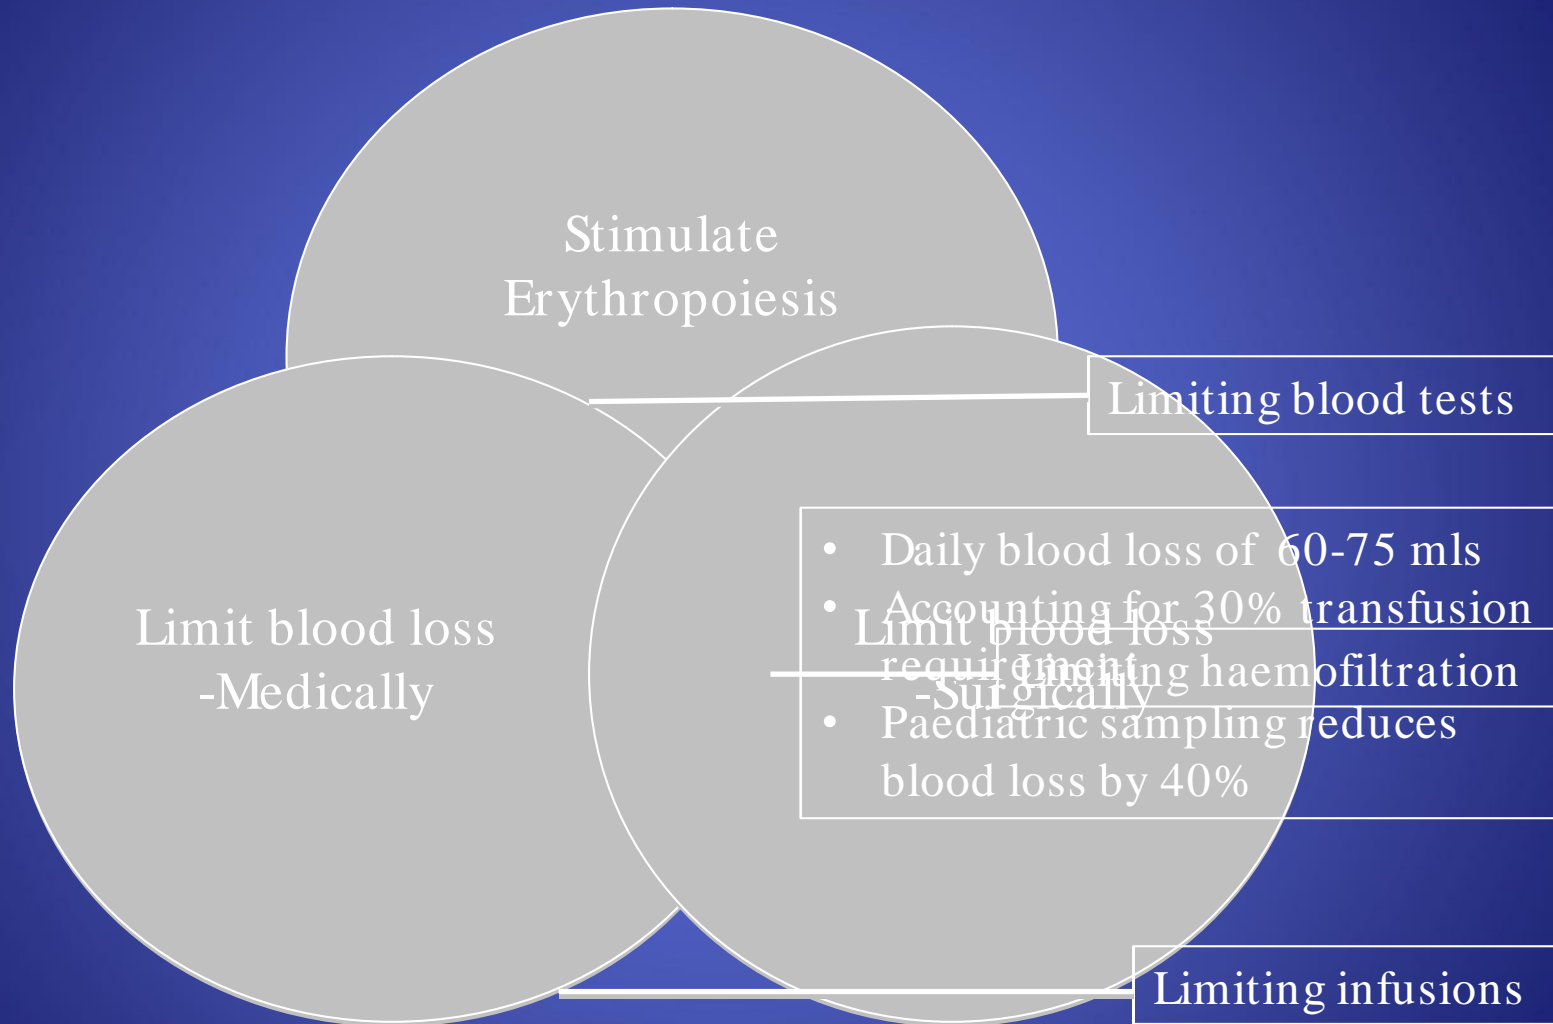 Stimulate
Erythropoiesis
Limiting blood tests
Limit blood loss
-Medically
Limit blood loss
-Surgically
• Daily blood loss of 60-75 mls
• Accounting for 30% transfusion
requirement
• Paediatric sampling reduces
blood loss by 40%
Limiting haemofiltration
Limiting infusions